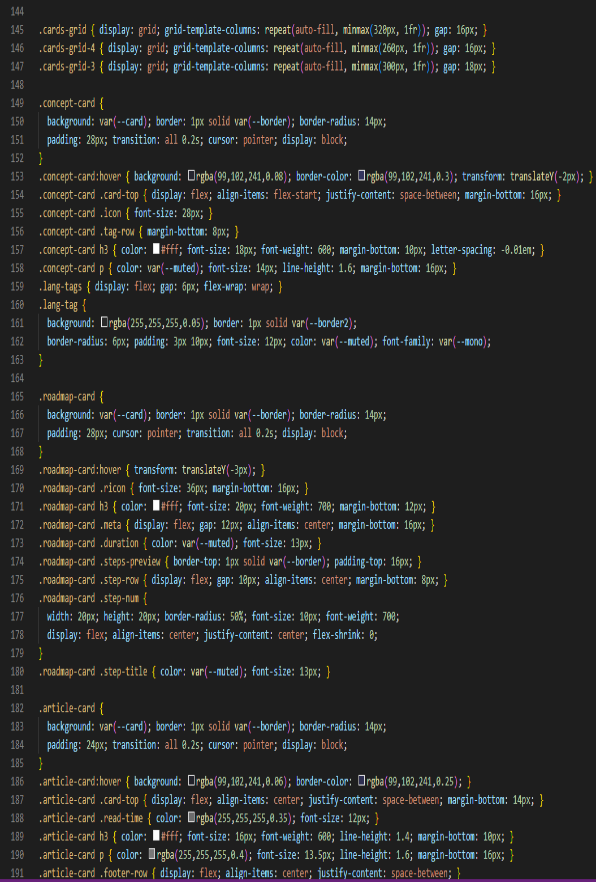 144
145 .cards-grid { display: grid; grid-template-columns: repeat(auto-fill, minmax(320px, 1fr)); gap: 16px; }
146 .cards-grid-4 { display: grid; grid-template-columns: repeat(auto-fill, minmax(260px, 1fr)); gap: 16px; }
147 .cards-grid-3 { display: grid; grid-template-columns: repeat(auto-fill, minmax(300px, 1fr)); gap: 18px; }
148
149 .concept-card {
150 background: var(--card); border: 1px solid var(--border); border-radius: 14px;
151 padding: 28px; transition: all 0.2s; cursor: pointer; display: block;
152 }
153 .concept-card:hover { background: rgba(99,102,241,0.08); border-color: rgba(99,102,241,0.3); transform: translateY(-2px); }
154 .concept-card .card-top { display: flex; align-items: flex-start; justify-content: space-between; margin-bottom: 16px; }
155 .concept-card .icon { font-size: 28px; }
156 .concept-card .tag-row { margin-bottom: 8px; }
157 .concept-card h3 { color: #fff; font-size: 18px; font-weight: 600; margin-bottom: 10px; letter-spacing: -0.01em; }
158 .concept-card p { color: var(--muted); font-size: 14px; line-height: 1.6; margin-bottom: 16px; }
159 .lang-tags { display: flex; gap: 6px; flex-wrap: wrap; }
160 .lang-tag {
161 background: rgba(255,255,255,0.05); border: 1px solid var(--border2);
162 border-radius: 6px; padding: 3px 10px; font-size: 12px; color: var(--muted); font-family: var(--mono);
163 }
164
165 .roadmap-card {
166 background: var(--card); border: 1px solid var(--border); border-radius: 14px;
167 padding: 28px; cursor: pointer; transition: all 0.2s; display: block;
168 }
169 .roadmap-card:hover { transform: translateY(-3px); }
170 .roadmap-card .ricon { font-size: 36px; margin-bottom: 16px; }
171 .roadmap-card h3 { color: #fff; font-size: 20px; font-weight: 700; margin-bottom: 12px; }
172 .roadmap-card .meta { display: flex; gap: 12px; align-items: center; margin-bottom: 16px; }
173 .roadmap-card .duration { color: var(--muted); font-size: 13px; }
174 .roadmap-card .steps-preview { border-top: 1px solid var(--border); padding-top: 16px; }
175 .roadmap-card .step-row { display: flex; gap: 10px; align-items: center; margin-bottom: 8px; }
176 .roadmap-card .step-num {
177 width: 20px; height: 20px; border-radius: 50%; font-size: 10px; font-weight: 700;
178 display: flex; align-items: center; justify-content: center; flex-shrink: 0;
179 }
180 .roadmap-card .step-title { color: var(--muted); font-size: 13px; }
181
182 .article-card {
183 background: var(--card); border: 1px solid var(--border); border-radius: 14px;
184 padding: 24px; transition: all 0.2s; cursor: pointer; display: block;
185 }
186 .article-card:hover { background: rgba(99,102,241,0.06); border-color: rgba(99,102,241,0.25); }
187 .article-card .card-top { display: flex; align-items: center; justify-content: space-between; margin-bottom: 14px; }
188 .article-card .read-time { color: rgba(255,255,255,0.35); font-size: 12px; }
189 .article-card h3 { color: #fff; font-size: 16px; font-weight: 600; line-height: 1.4; margin-bottom: 10px; }
190 .article-card p { color: rgba(255,255,255,0.4); font-size: 13.5px; line-height: 1.6; margin-bottom: 16px; }
191 .article-card .footer-row { display: flex; align-items: center; justify-content: space-between; }